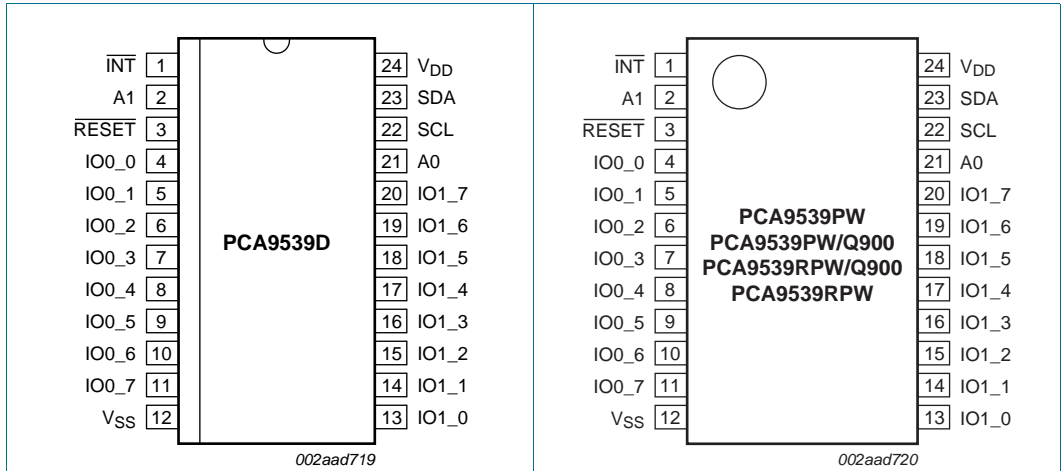 INT 1 24 VDD
A1 2 23 SDA
RESET 3 22 SCL
IO0_0 4 21 A0
IO0_1 5 20 IO1_7
IO0_2 6 19 IO1_6
IO0_3 7 18 IO1_5
IO0_4 8 17 IO1_4
IO0_5 9 16 IO1_3
IO0_6 10 15 IO1_2
IO0_7 11 14 IO1_1
VSS 12 13 IO1_0
PCA9539D
002aad719
INT 1 24 VDD
A1 2 23 SDA
RESET 3 22 SCL
IO0_0 4 21 A0
IO0_1 5 20 IO1_7
IO0_2 6 19 IO1_6
IO0_3 7 18 IO1_5
IO0_4 8 17 IO1_4
IO0_5 9 16 IO1_3
IO0_6 10 15 IO1_2
IO0_7 11 14 IO1_1
VSS 12 13 IO1_0
PCA9539PW
PCA9539PW/Q900
PCA9539RPW/Q900
PCA9539RPW
002aad720